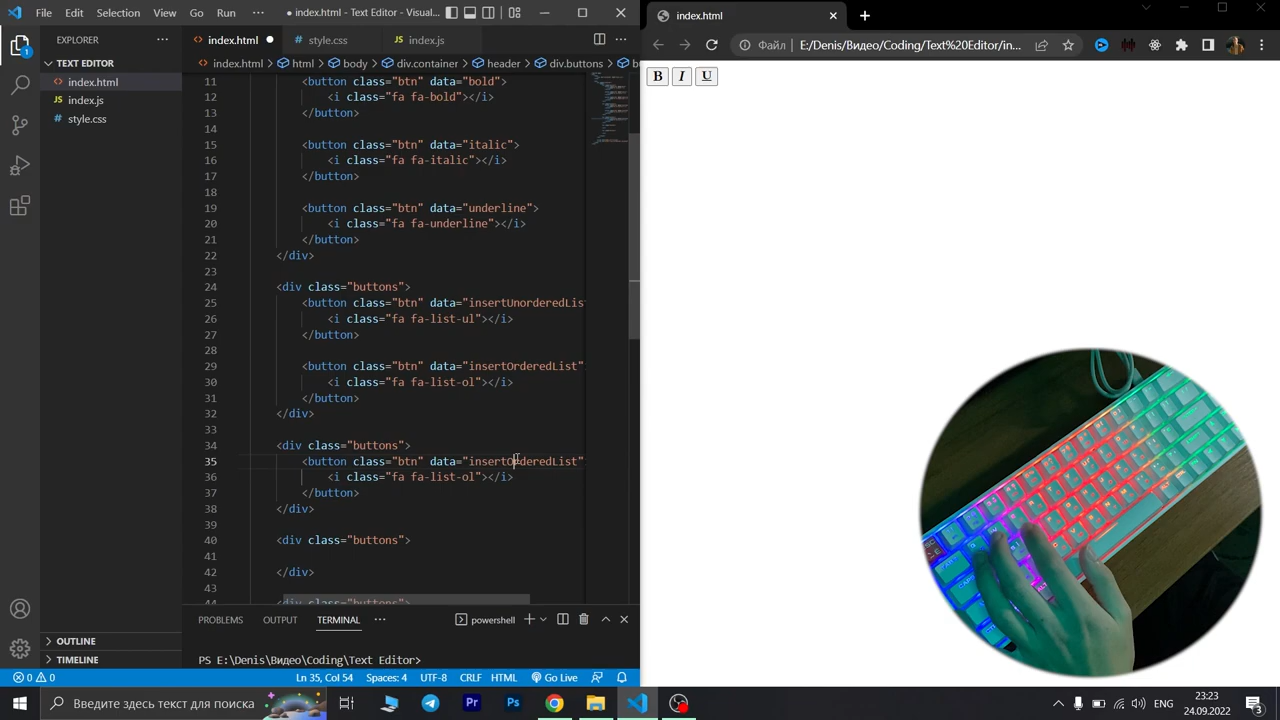 File Edit Selection View Go Run ··· ● index.html - Text Editor - Visual...
EXPLORER
TEXT EDITOR
index.html
index.js
style.css
OUTLINE
TIMELINE
index.html
style.css
index.js
index.html > html > body > div.container > header > div.buttons > b
11 <button class="btn" data="bold">
12 <i class="fa fa-bold"></i>
13 </button>
14
15 <button class="btn" data="italic">
16 <i class="fa fa-italic"></i>
17 </button>
18
19 <button class="btn" data="underline">
20 <i class="fa fa-underline"></i>
21 </button>
22 </div>
23
24 <div class="buttons">
25 <button class="btn" data="insertUnorderedLis
26 <i class="fa fa-list-ul"></i>
27 </button>
28
29 <button class="btn" data="insertOrderedList"
30 <i class="fa fa-list-ol"></i>
31 </button>
32 </div>
33
34 <div class="buttons">
35 <button class="btn" data="insertOrderedList"
36 <i class="fa fa-list-ol"></i>
37 </button>
38 </div>
39
40 <div class="buttons">
41
42 </div>
43
44 <div class="buttons">
PROBLEMS OUTPUT TERMINAL ··· powershell
PS E:\Denis\Видео\Coding\Text Editor>
0 0 Ln 35, Col 54 Spaces: 4 UTF-8 CRLF HTML Go Live
index.html
Файл E:/Denis/Видео/Coding/Text%20Editor/in...
B I U
Введите здесь текст для поиска
ENG 23:23
24.09.2022
3